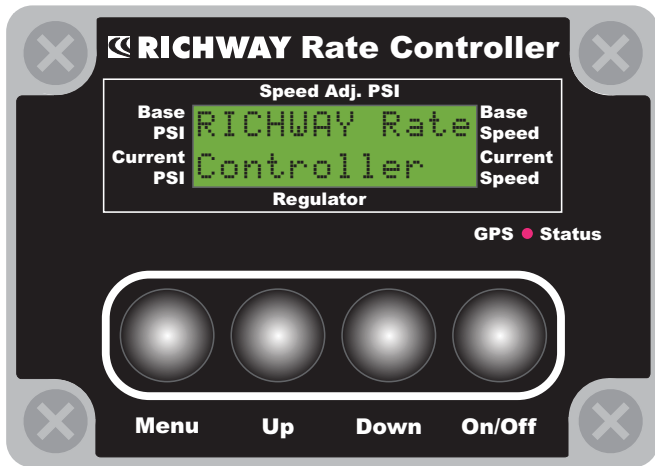 RICHWAY Rate Controller
Speed Adj. PSI
Base PSI
RICHWAY Rate
Base Speed
Current PSI
Controller
Current Speed
Regulator
GPS Status
Menu Up Down On/Off